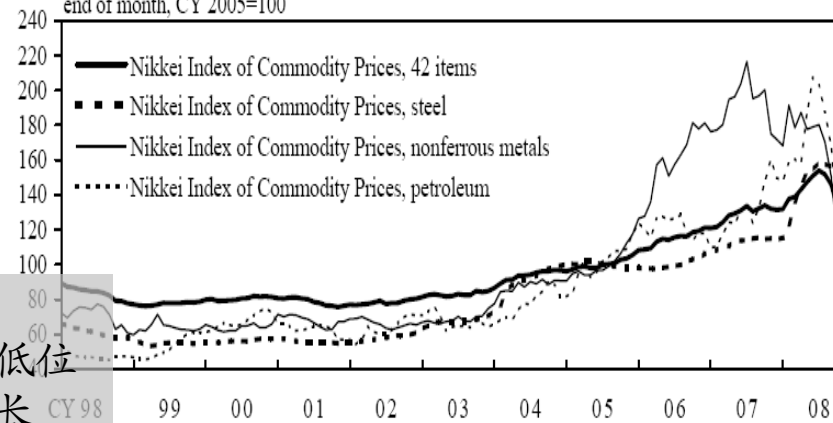 end of month, CY 2005=100
240
220
200
180
160
140
120
100
80
60
Nikkei Index of Commodity Prices, 42 items
Nikkei Index of Commodity Prices, steel
Nikkei Index of Commodity Prices, nonferrous metals
Nikkei Index of Commodity Prices, petroleum
低位
长
CY 98 99 00 01 02 03 04 05 06 07 08